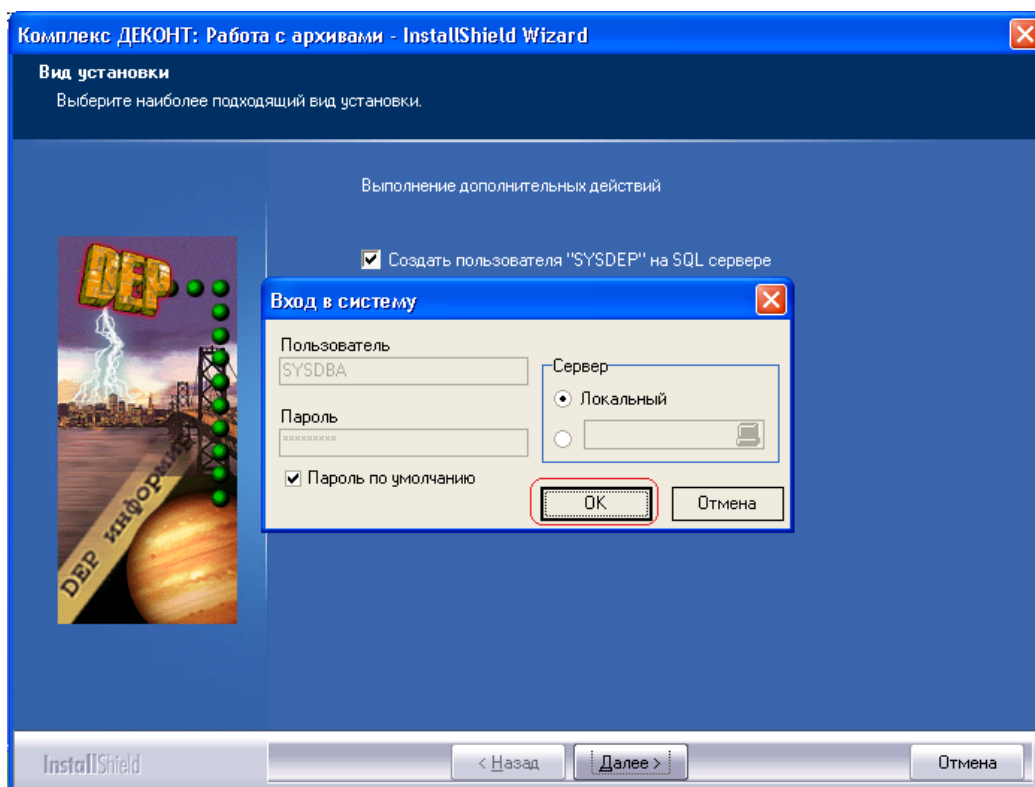 Комплекс ДЕКОНТ: Работа с архивами - InstallShield Wizard
Вид установки
Выберите наиболее подходящий вид установки.
Выполнение дополнительных действий
Создать пользователя "SYSDEP" на SQL сервере
DEP
DEP информик
Вход в систему
Пользователь
SYSDBA
Пароль
×××××××××
Пароль по умолчанию
Сервер
Локальный
OK
Отмена
InstallShield
< Назад
Далее >
Отмена